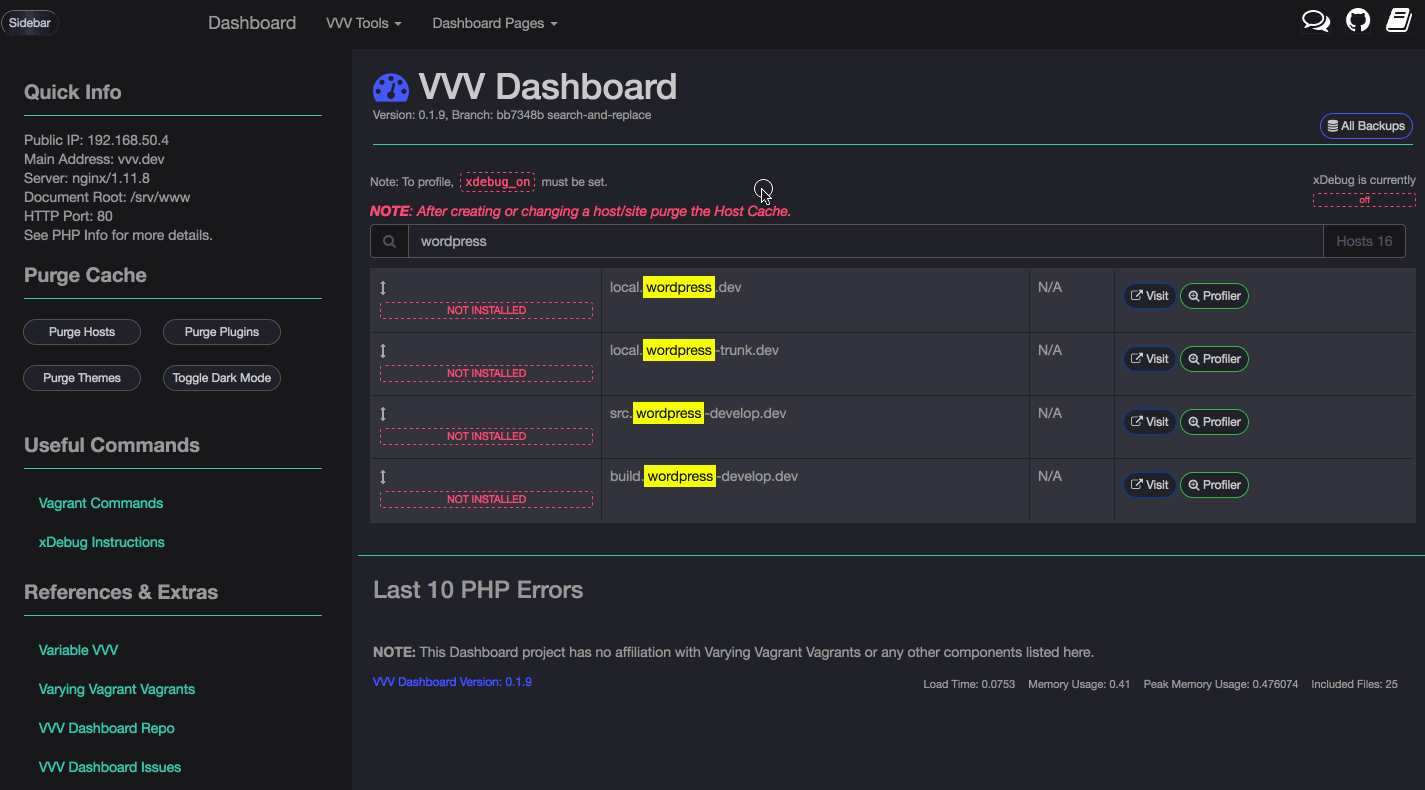 Sidebar
Dashboard VVV Tools Dashboard Pages
Quick Info
Public IP: 192.168.50.4
Main Address: vvv.dev
Server: nginx/1.11.8
Document Root: /srv/www
HTTP Port: 80
See PHP Info for more details.
Purge Cache
Purge Hosts Purge Plugins
Purge Themes Toggle Dark Mode
Useful Commands
Vagrant Commands
xDebug Instructions
References & Extras
Variable VVV
Varying Vagrant Vagrants
VVV Dashboard Repo
VVV Dashboard Issues
VVV Dashboard
Version: 0.1.9, Branch: bb7348b search-and-replace
All Backups
Note: To profile, xdebug_on must be set.
xDebug is currently
off
NOTE: After creating or changing a host/site purge the Host Cache.
wordpress Hosts 16
local.wordpress.dev N/A Visit Profiler
NOT INSTALLED
local.wordpress-trunk.dev N/A Visit Profiler
NOT INSTALLED
src.wordpress-develop.dev N/A Visit Profiler
NOT INSTALLED
build.wordpress-develop.dev N/A Visit Profiler
NOT INSTALLED
Last 10 PHP Errors
NOTE: This Dashboard project has no affiliation with Varying Vagrant Vagrants or any other components listed here.
VVV Dashboard Version: 0.1.9
Load Time: 0.0753 Memory Usage: 0.41 Peak Memory Usage: 0.476074 Included Files: 25